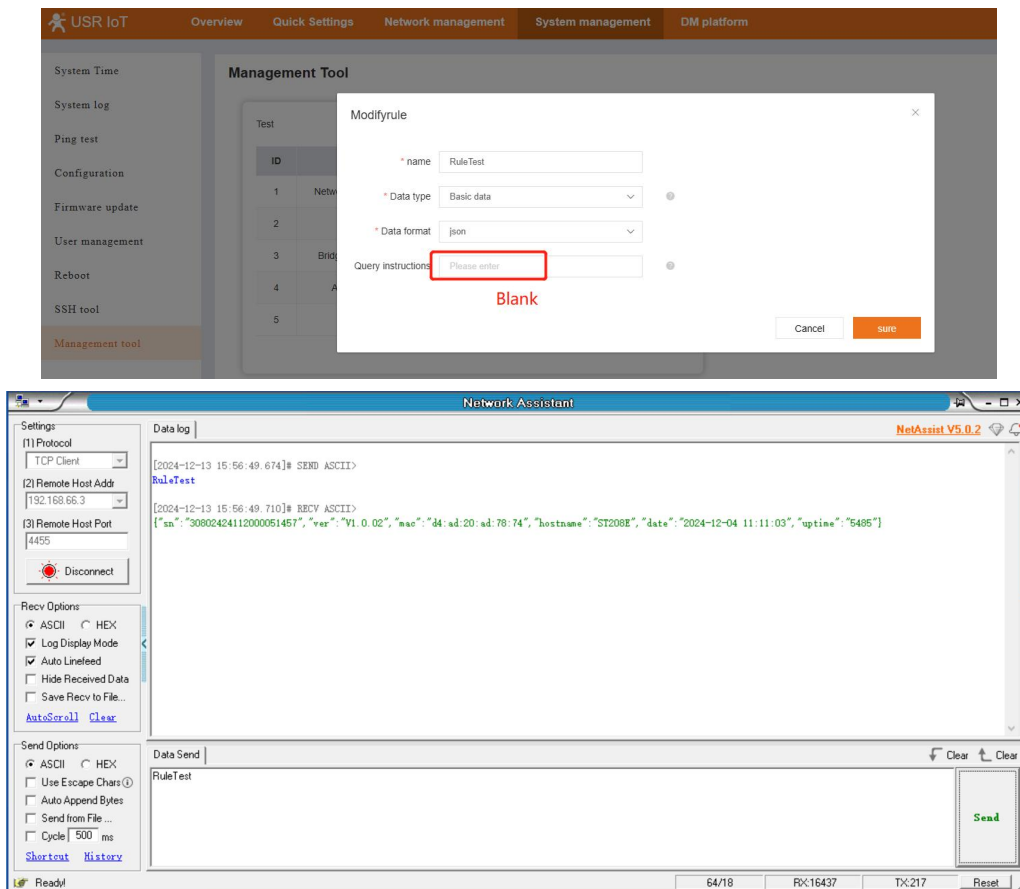 USR IoT Overview Quick Settings Network management System management DM platform
System Time
System log
Ping test
Configuration
Firmware update
User management
Reboot
SSH tool
Management tool
Management Tool
Test
ID
1 Netw
2
3 Bridg
4 A
5
Modifyrule
* name RuleTest
* Data type Basic data
* Data format json
Query instructions Please enter
Blank
Cancel sure
Network Assistant
Settings
(1) Protocol
TCP Client
(2) Remote Host Addr
192.168.66.3
(3) Remote Host Port
4455
Disconnect
Recv Options
ASCII HEX
Log Display Mode
Auto Linefeed
Hide Received Data
Save Recv to File...
AutoScroll Clear
Send Options
ASCII HEX
Use Escape Chars
Auto Append Bytes
Send from File ...
Cycle 500 ms
Shortcut History
Data log NetAssist V5.0.2
[2024-12-13 15:56:49.674]# SEND ASCII>
RuleTest
[2024-12-13 15:56:49.710]# RECV ASCII>
{"sn":"30802424112000051457","ver":"V1.0.02","mac":"d4:ad:20:ad:78:74","hostname":"ST208E","date":"2024-12-04 11:11:03","uptime":"5485"}
Data Send Clear Clear
RuleTest
Send
Ready! 64/18 RX:16437 TX:217 Reset